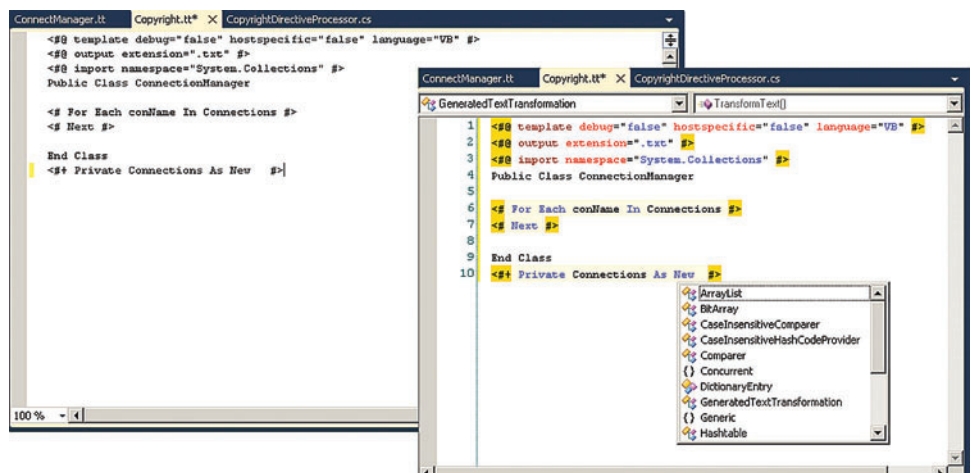 ConnectManager.tt Copyright.tt* X CopyrightDirectiveProcessor.cs
<#@ template debug="false" hostspecific="false" language="VB" #>
<#@ output extension=".txt" #>
<#@ import namespace="System.Collections" #>
Public Class ConnectionManager
<# For Each conName In Connections #>
<# Next #>
End Class
<#+ Private Connections As New #>
100 %
ConnectManager.tt Copyright.tt* X CopyrightDirectiveProcessor.cs
GeneratedTextTransformation TransformText()
1 <#@ template debug="false" hostspecific="false" language="VB" #>
2 <#@ output extension=".txt" #>
3 <#@ import namespace="System.Collections" #>
4 Public Class ConnectionManager
5
6 <# For Each conName In Connections #>
7 <# Next #>
8
9 End Class
10 <#+ Private Connections As New #>
ArrayList
BitArray
CaseInsensitiveComparer
CaseInsensitiveHashCodeProvider
Comparer
{} Concurrent
DictionaryEntry
GeneratedTextTransformation
{} Generic
Hashtable